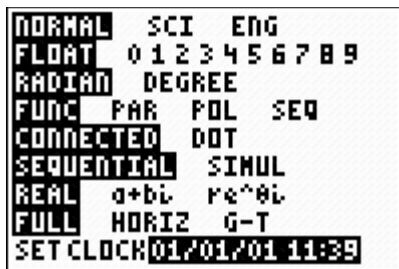 NORMAL SCI ENG
FLOAT 0 1 2 3 4 5 6 7 8 9
RADIAN DEGREE
FUNC PAR POL SEQ
CONNECTED DOT
SEQUENTIAL SIMUL
REAL a+bi re^θi
FULL HORIZ G-T
SET CLOCK 01/01/01 11:39